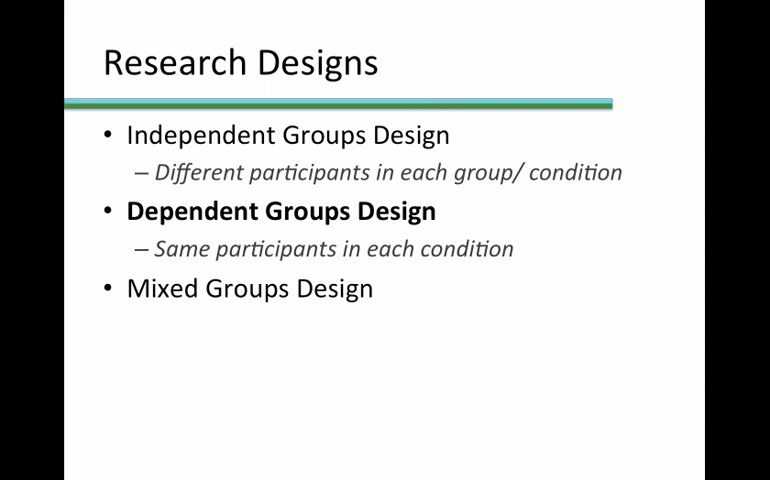 Research Designs
• Independent Groups Design
– Different participants in each group/ condition
• Dependent Groups Design
– Same participants in each condition
• Mixed Groups Design